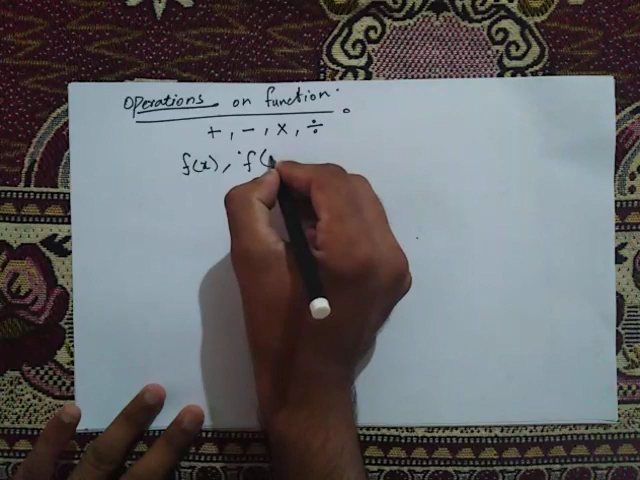 Operations on function.
+, -, ×, ÷
f(x), f(